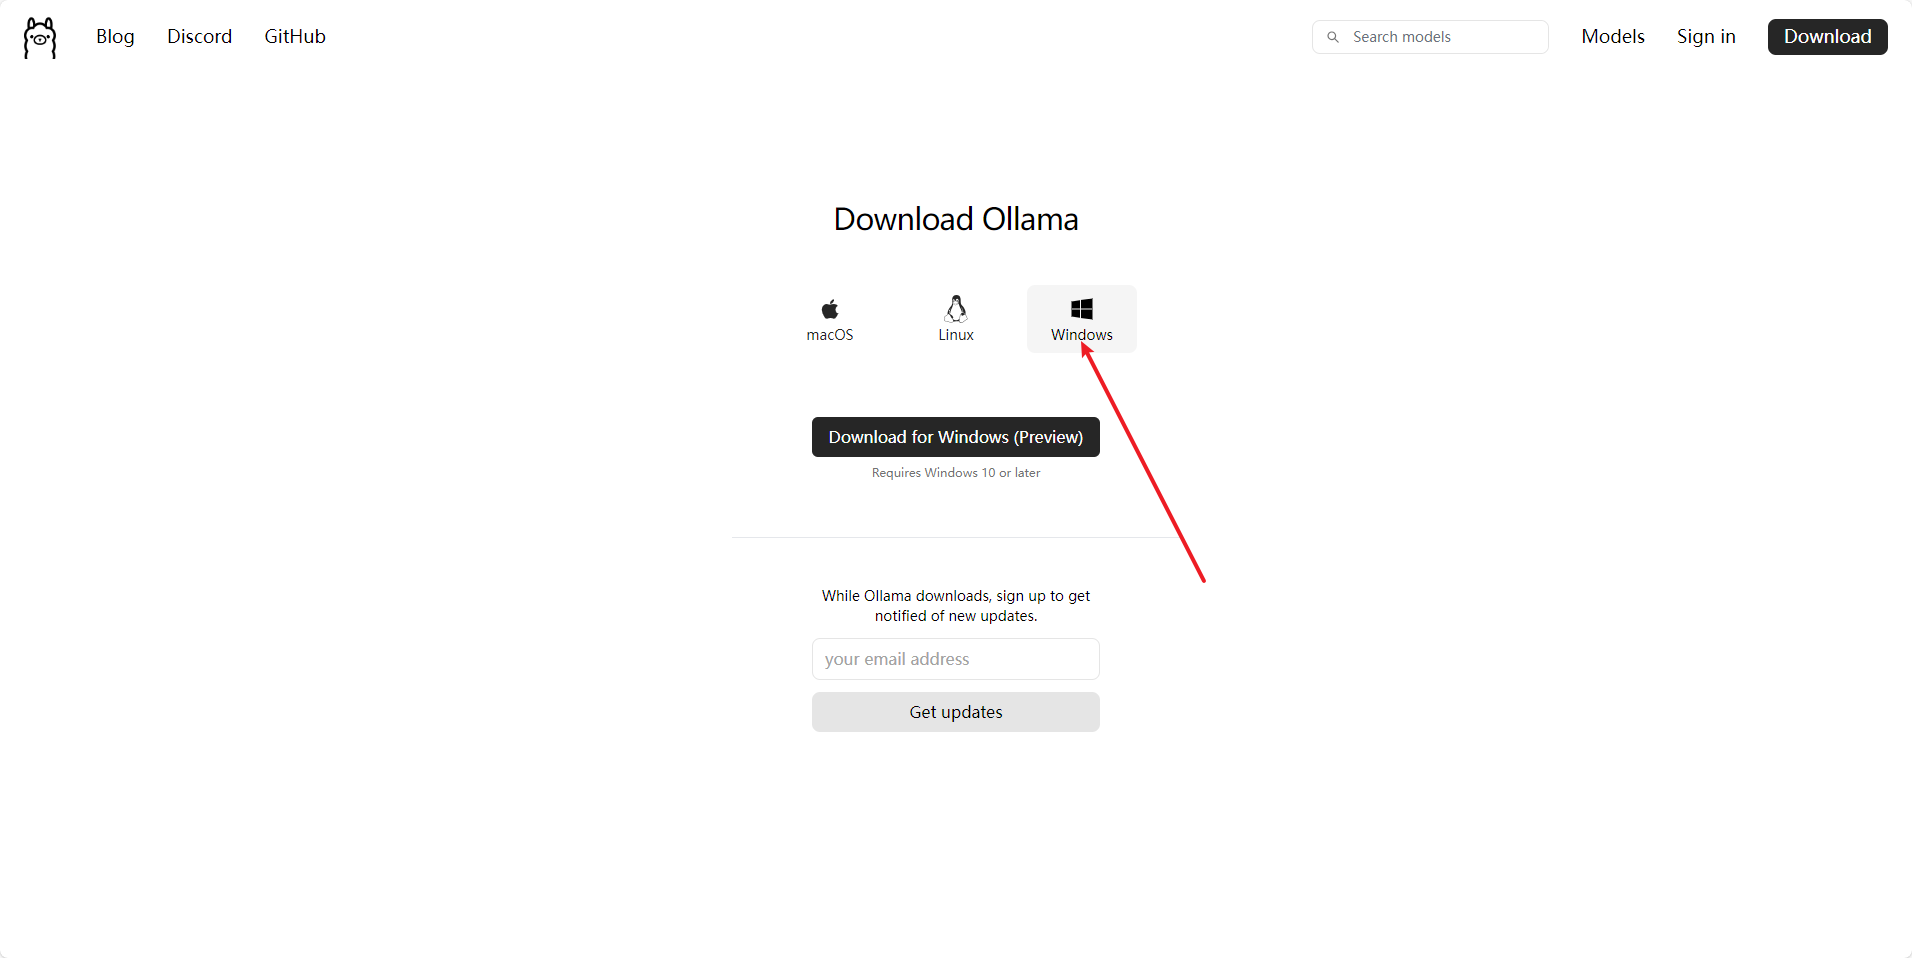 Blog Discord GitHub Search models Models Sign in Download
Download Ollama
macOS Linux Windows
Download for Windows (Preview)
Requires Windows 10 or later
While Ollama downloads, sign up to get
notified of new updates.
your email address
Get updates